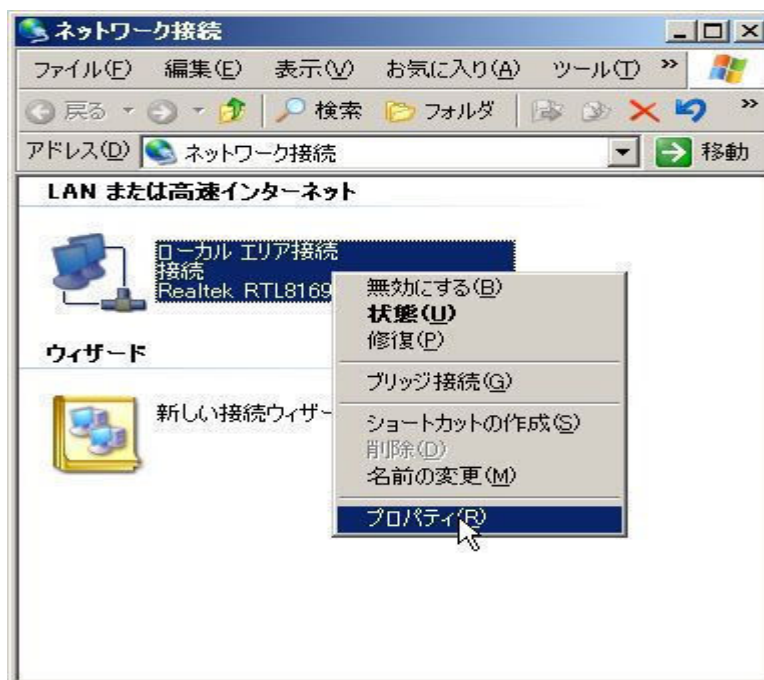 ネットワーク接続
ファイル(F) 編集(E) 表示(V) お気に入り(A) ツール(T) »
戻る 検索 フォルダ »
アドレス(D) ネットワーク接続 移動
LAN または高速インターネット
ローカル エリア接続
接続
Realtek RTL8169
無効にする(B)
状態(U)
修復(P)
ウィザード
ブリッジ接続(G)
新しい接続ウィザー
ショートカットの作成(S)
削除(D)
名前の変更(M)
プロパティ(R)